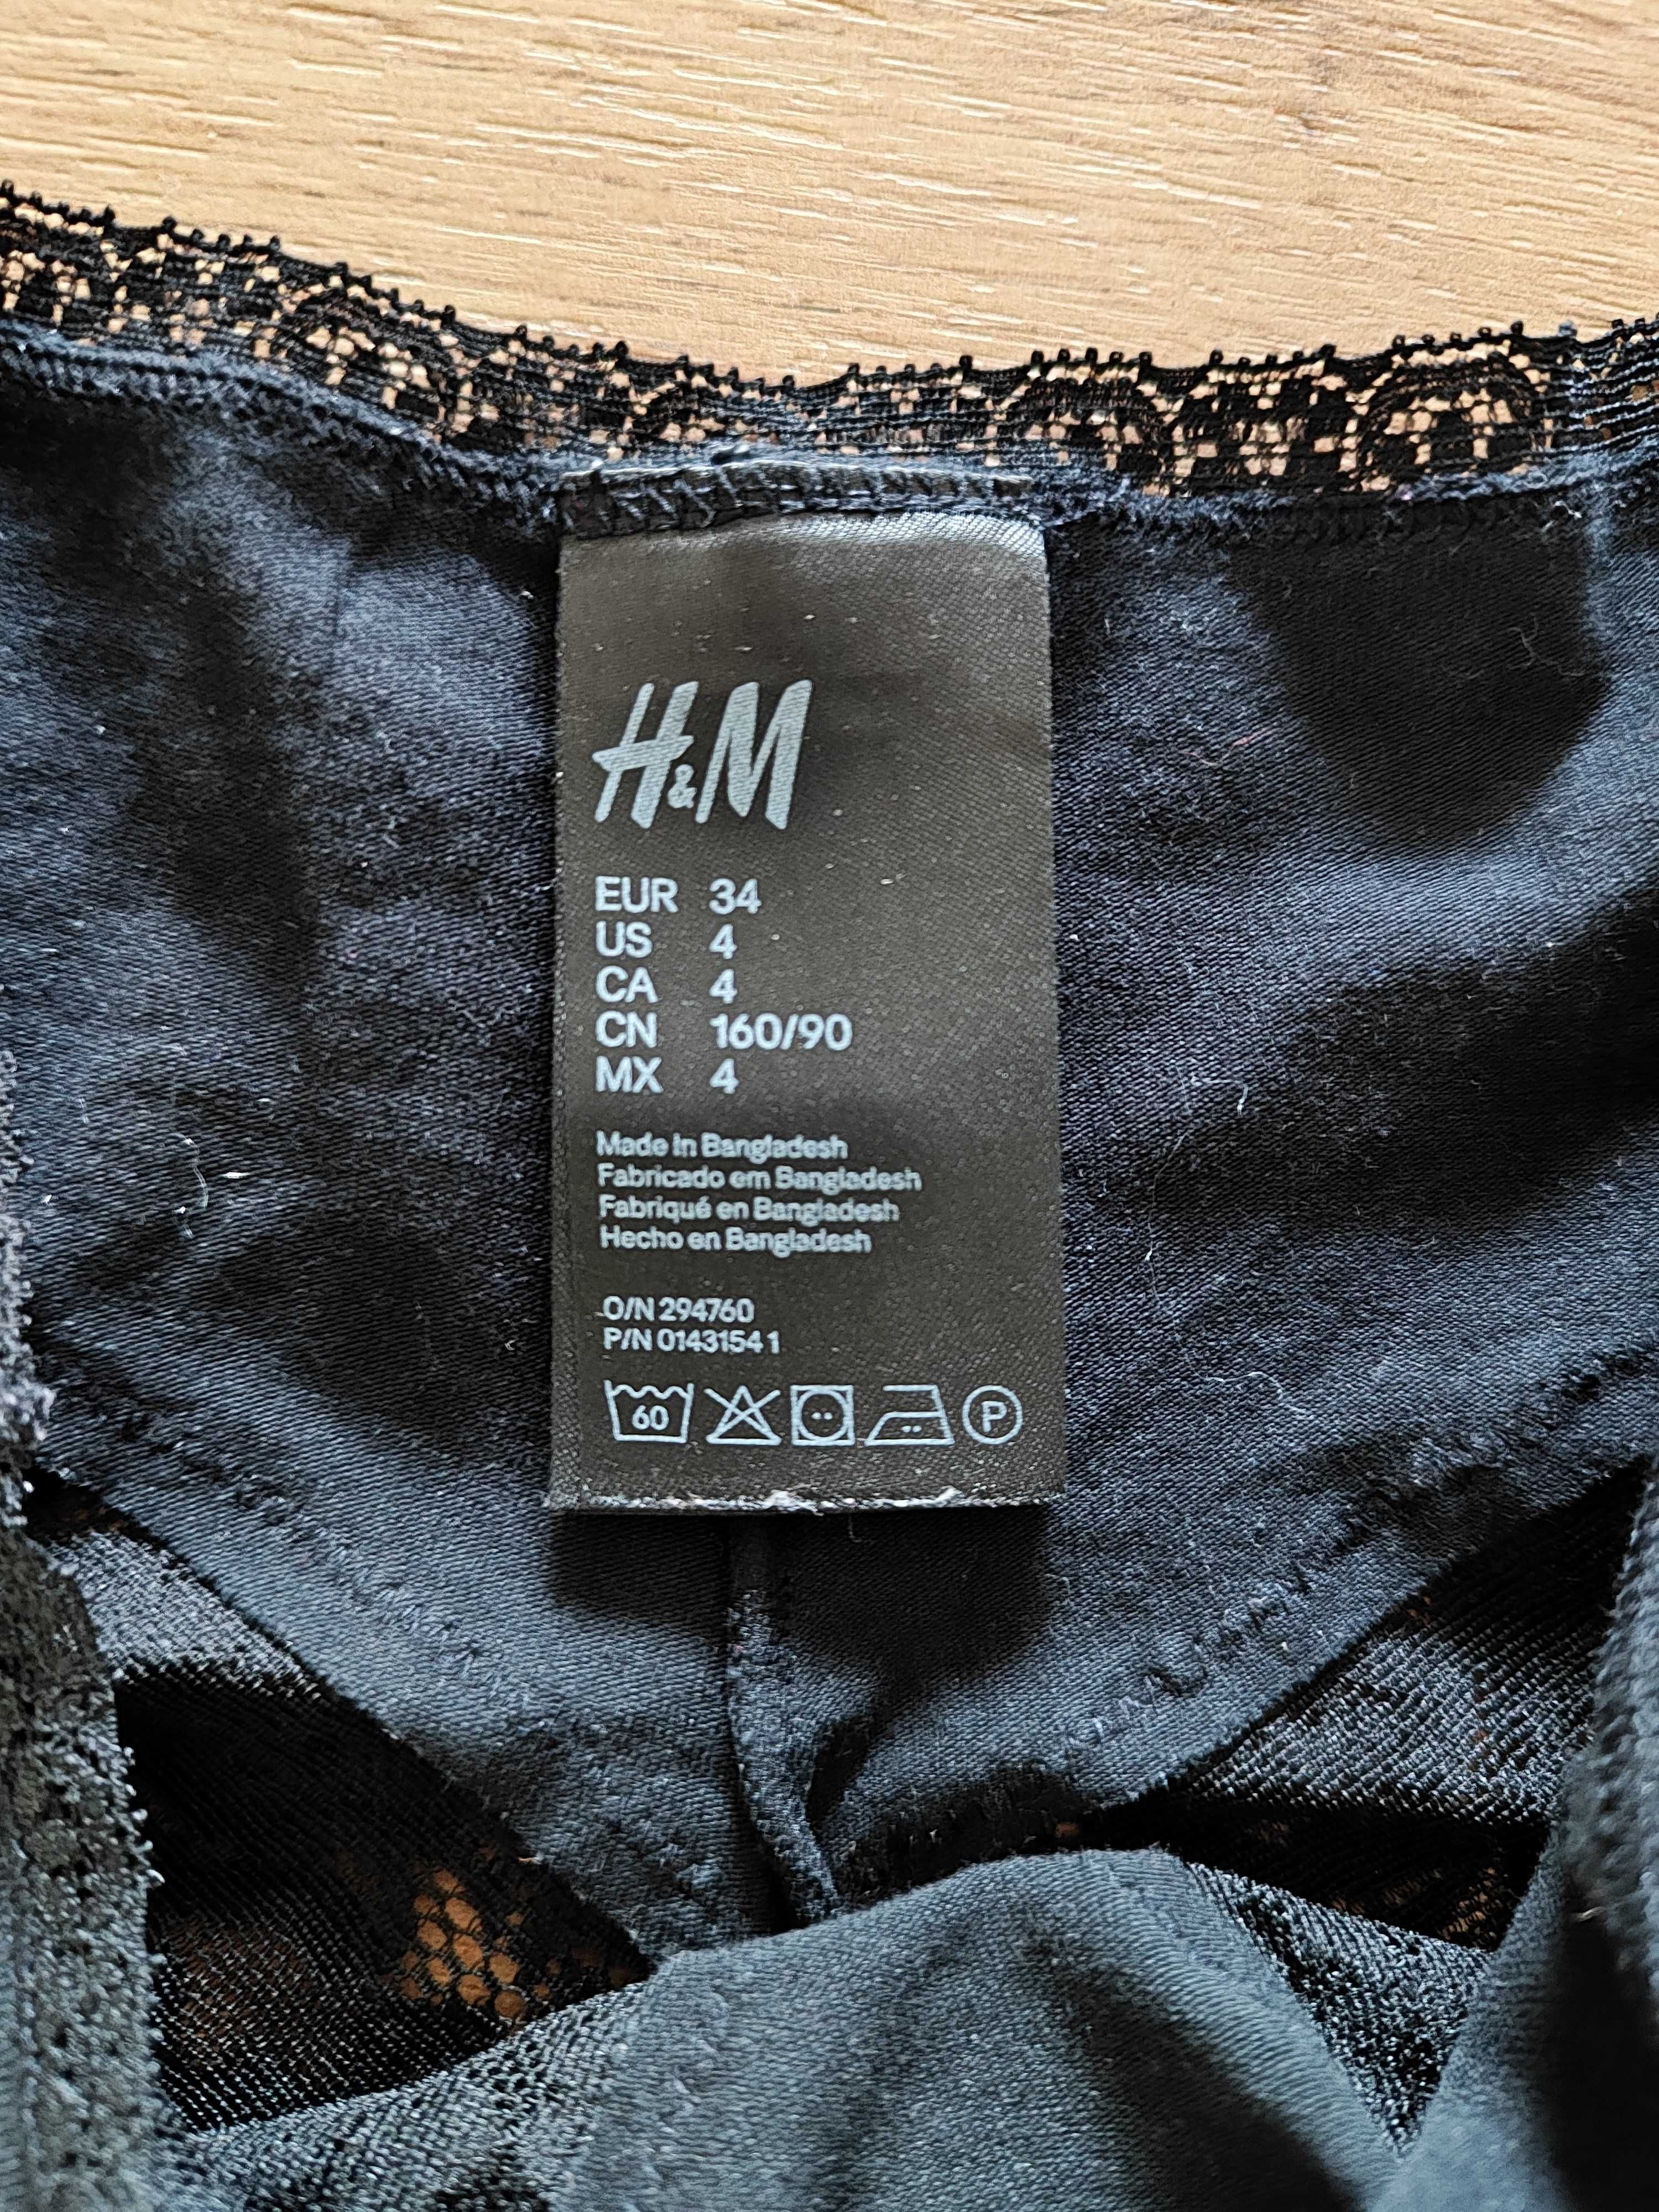 H&M
EUR 34
US 4
CA 4
CN 160/90
MX 4
Made in Bangladesh
Fabricado em Bangladesh
Fabriqué en Bangladesh
Hecho en Bangladesh
O/N 294760
P/N 01431541
60
P